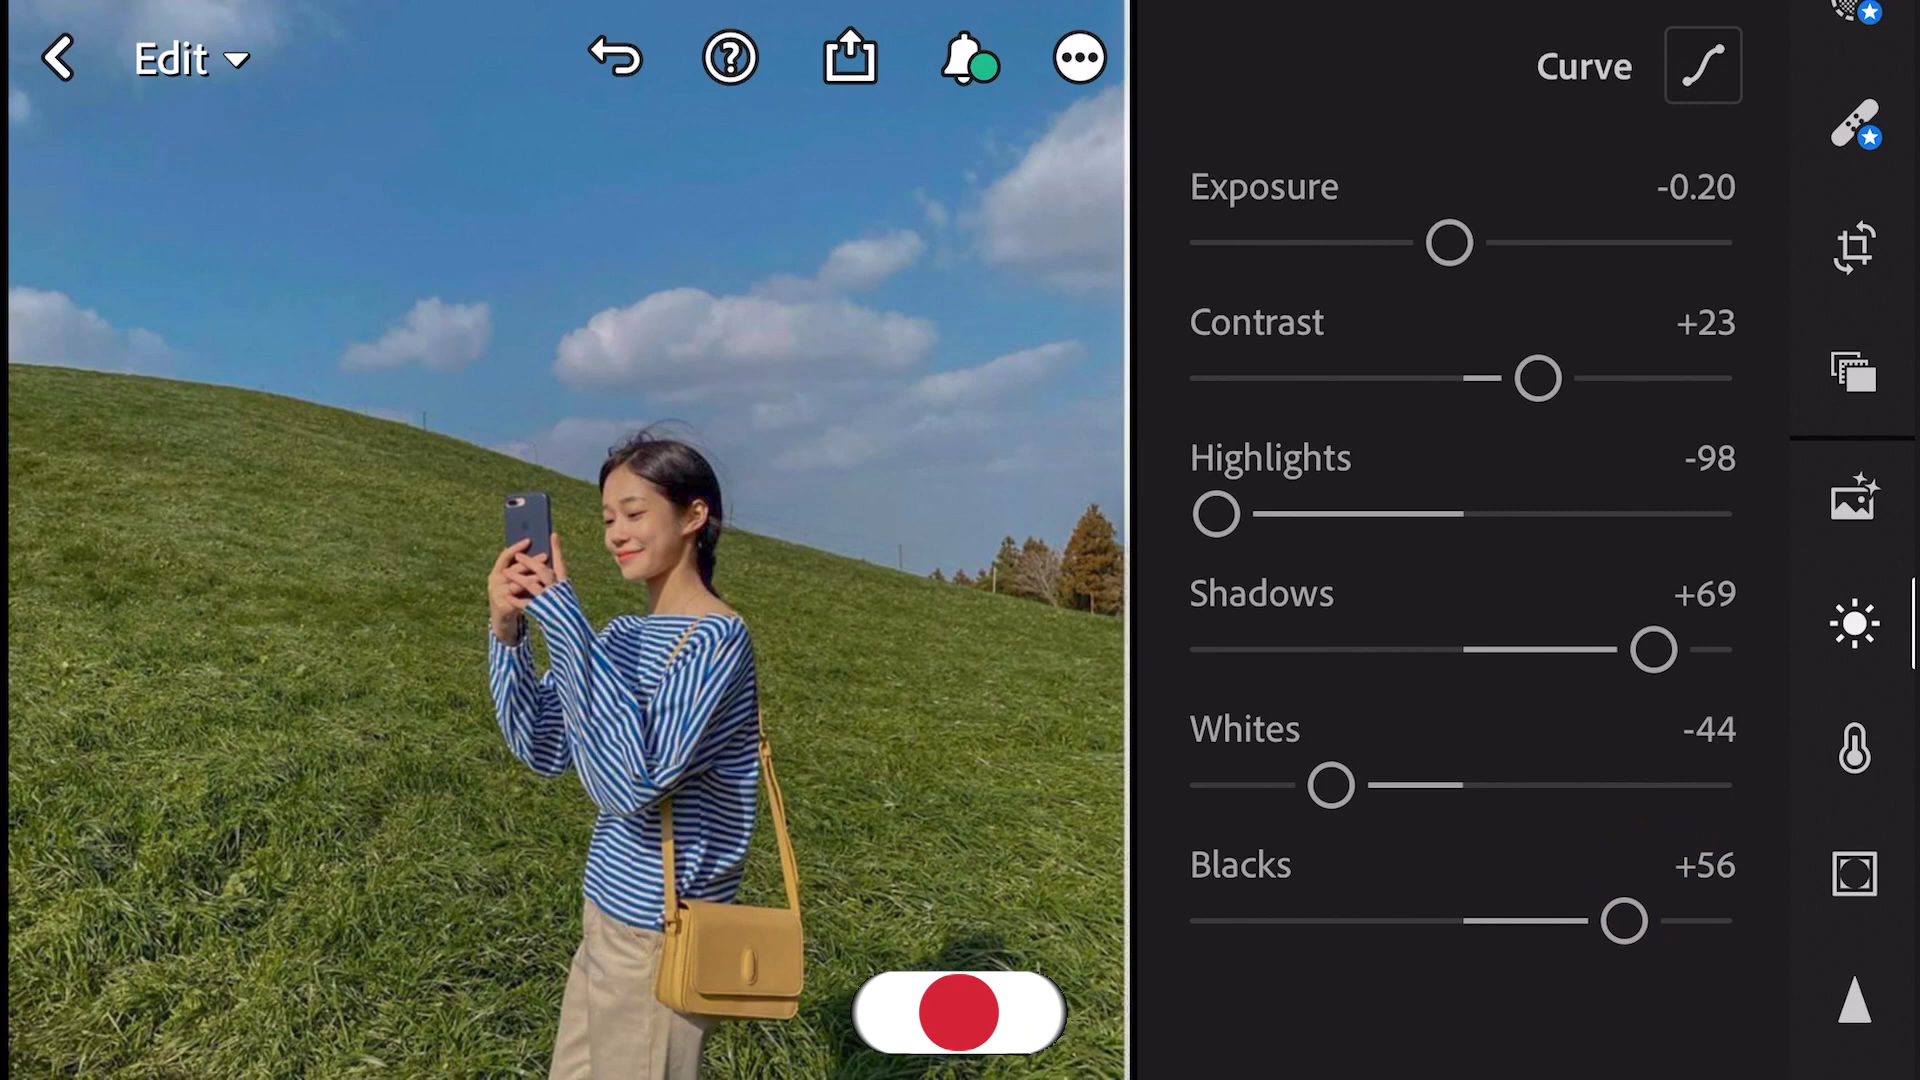 Edit
Curve
Exposure -0.20
Contrast +23
Highlights -98
Shadows +69
Whites -44
Blacks +56